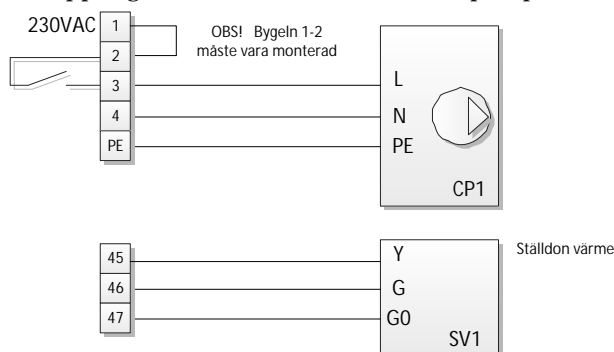 230VAC
1
2
3
4
PE
OBS! Bygeln 1-2
måste vara monterad
L
N
PE
CP1
45
46
47
Y
G
G0
SV1
Ställdon värme